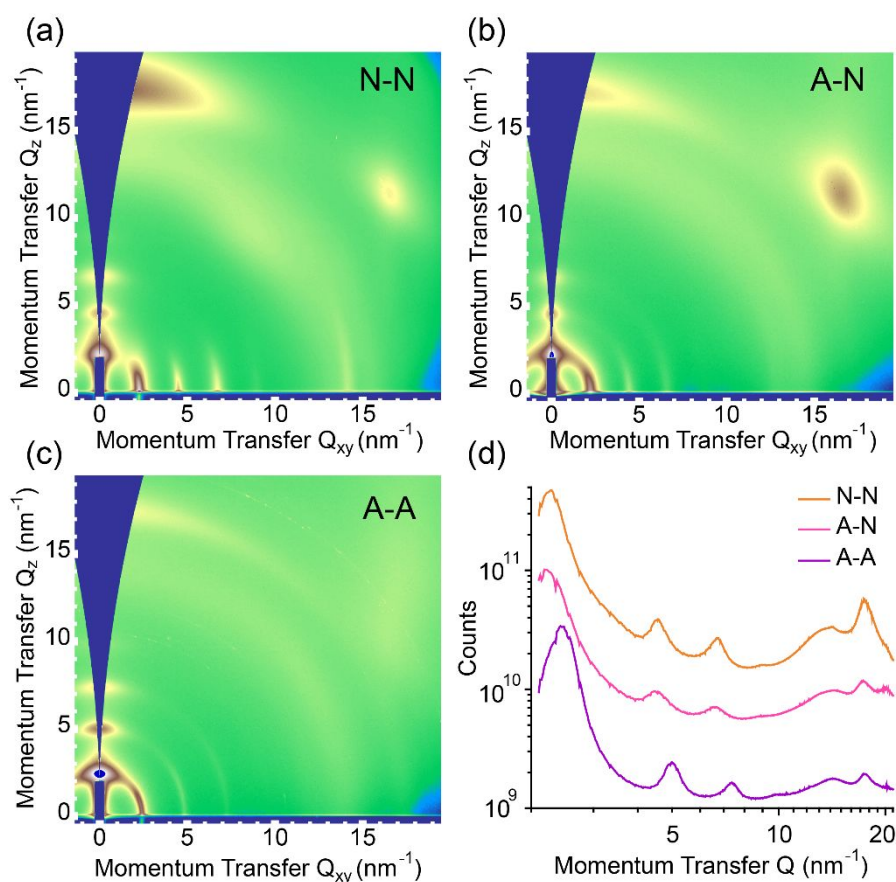 (a)
N-N
Momentum Transfer Qz (nm-1)
15
10
5
0
0
5
10
15
Momentum Transfer Qxy (nm-1)
(b)
A-N
Momentum Transfer Qz (nm-1)
15
10
5
0
0
5
10
15
Momentum Transfer Qxy (nm-1)
(c)
A-A
Momentum Transfer Qz (nm-1)
15
10
5
0
0
5
10
15
Momentum Transfer Qxy (nm-1)
(d)
N-N
A-N
A-A
Counts
10^11
10^10
10^9
5
10
20
Momentum Transfer Q (nm-1)